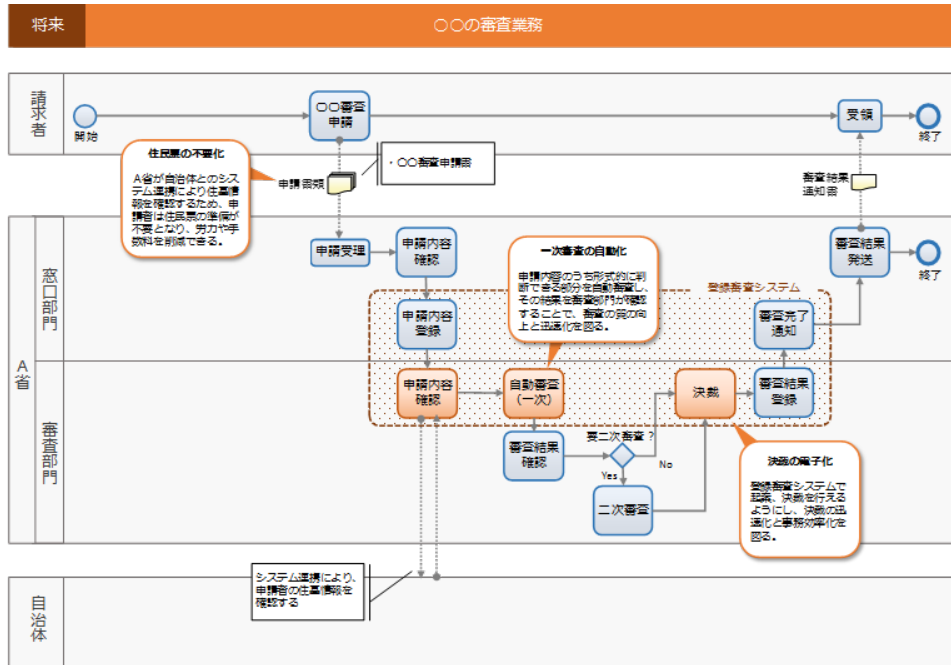 将来
〇〇の審査業務
請求者
開始
〇〇審査
申請
受領
終了
住民票の不要化
A省が自治体とのシ
ステム連携により住基情
報を確認するため、申
請者は住民票の準備が
不要となり、労力や手
数料を削減できる。
申請書類
・〇〇審査申請書
審査結果
通知書
A省
窓口部門
申請受理
申請内容
確認
一次審査の自動化
申請内容のうち形式的に判
断できる部分を自動審査し、
その結果を審査部門が確認
することで、審査の質の向
上と迅速化を図る。
審査結果
発送
終了
登録審査システム
申請内容
登録
審査完了
通知
審査部門
申請内容
確認
自動審査
(一次)
決裁
審査結果
登録
審査結果
確認
要二次審査?
No
Yes
二次審査
決裁の電子化
登録審査システムで
起案、決裁を行える
ようにし、決裁の迅
速化と事務効率化を
図る。
システム連携により、
申請者の住基情報を
確認する
自治体